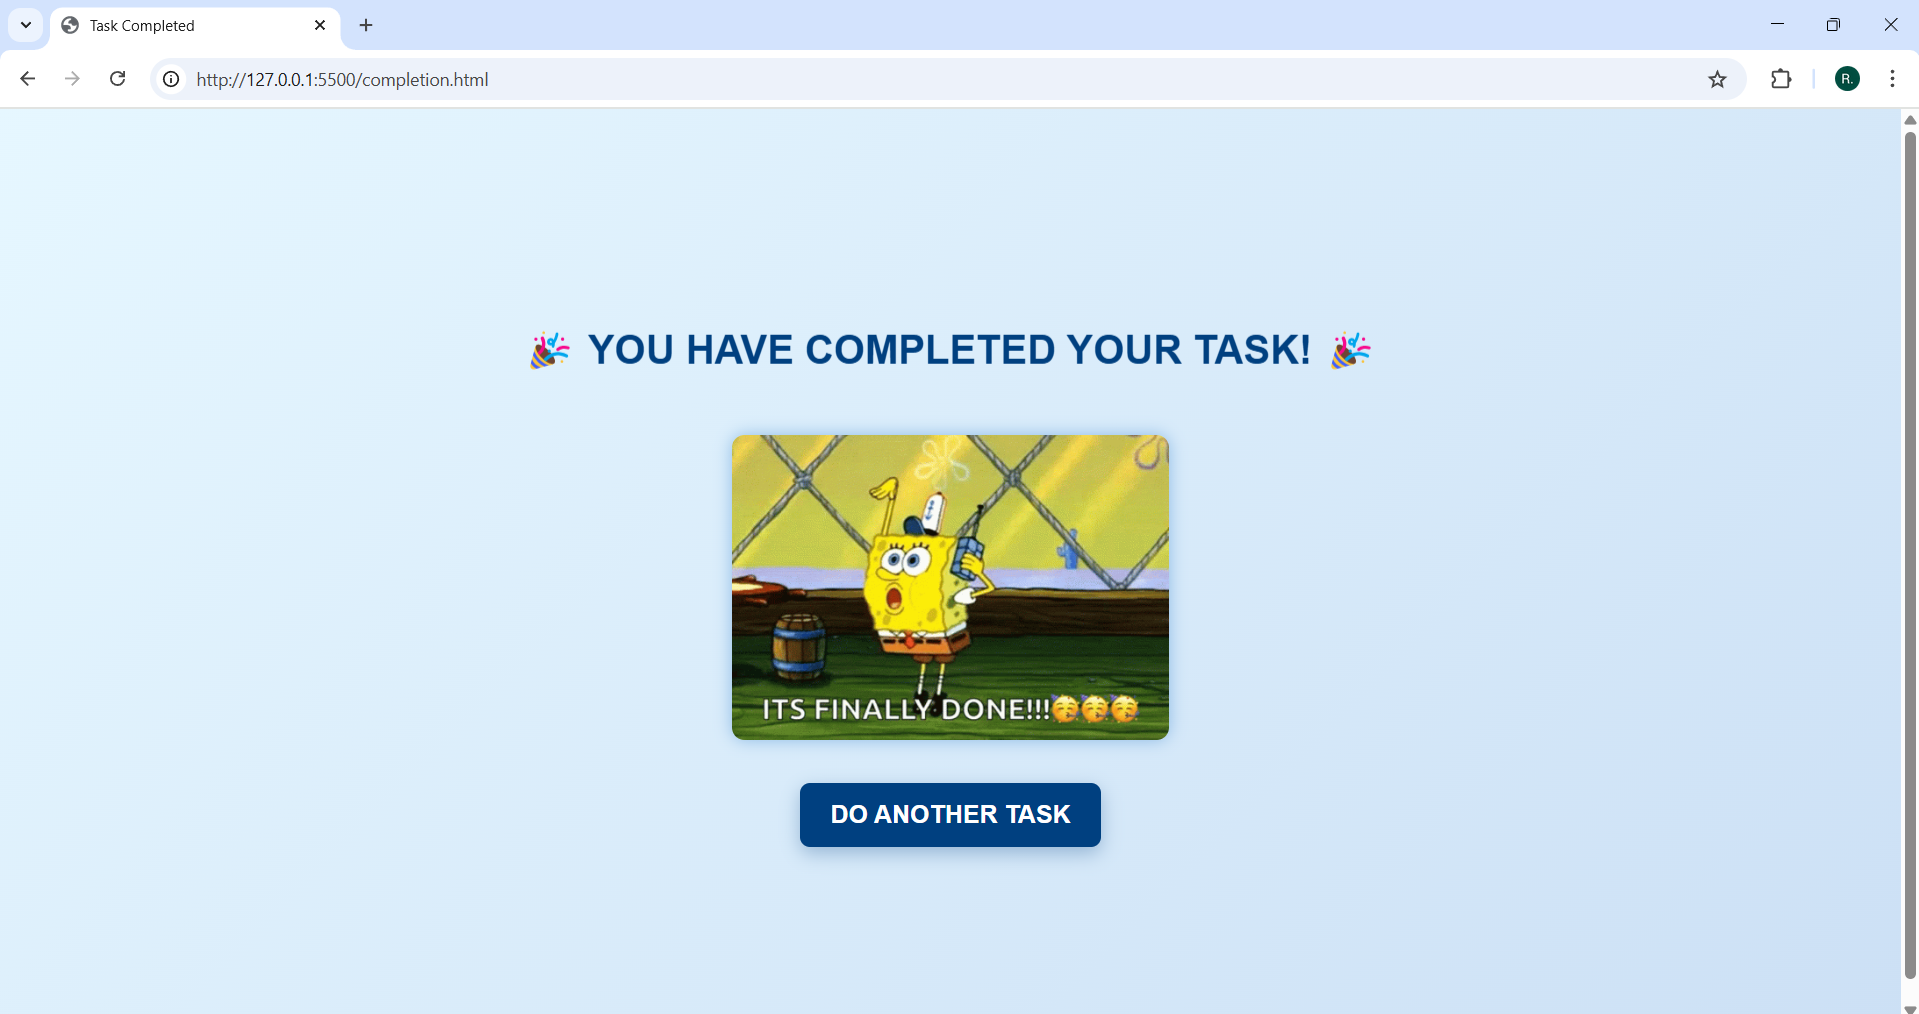 Task Completed
http://127.0.0.1:5500/completion.html
R.
🎉 YOU HAVE COMPLETED YOUR TASK! 🎉
ITS FINALLY DONE!!!🥳🥳🥳
DO ANOTHER TASK